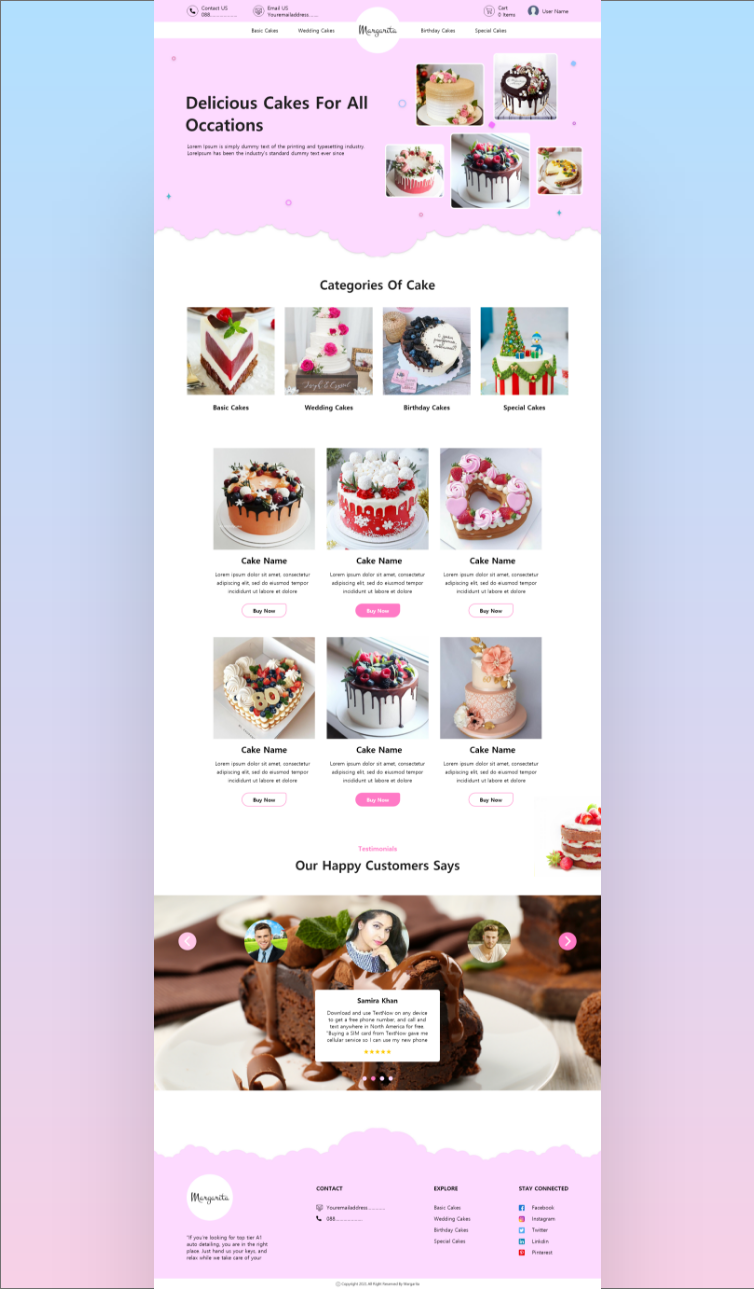 Contact US
088....................
Email US
Youremailaddress.......
Cart
0 Items
User Name
Basic Cakes
Wedding Cakes
Margarita
Birthday Cakes
Special Cakes
Delicious Cakes For All
Occations
Lorem Ipsum is simply dummy text of the printing and typesetting industry.
LoreIpsum has been the industry's standard dummy text ever since
Categories Of Cake
Basic Cakes
Wedding Cakes
Birthday Cakes
Special Cakes
Cake Name
Lorem ipsum dolor sit amet, consectetur
adipiscing elit, sed do eiusmod tempor
incididunt ut labore et dolore
Buy Now
Cake Name
Lorem ipsum dolor sit amet, consectetur
adipiscing elit, sed do eiusmod tempor
incididunt ut labore et dolore
Buy Now
Cake Name
Lorem ipsum dolor sit amet, consectetur
adipiscing elit, sed do eiusmod tempor
incididunt ut labore et dolore
Buy Now
80
Cake Name
Lorem ipsum dolor sit amet, consectetur
adipiscing elit, sed do eiusmod tempor
incididunt ut labore et dolore
Buy Now
Cake Name
Lorem ipsum dolor sit amet, consectetur
adipiscing elit, sed do eiusmod tempor
incididunt ut labore et dolore
Buy Now
Cake Name
Lorem ipsum dolor sit amet, consectetur
adipiscing elit, sed do eiusmod tempor
incididunt ut labore et dolore
Buy Now
Testimonials
Our Happy Customers Says
Samira Khan
Download and use TextNow on any device
to get a free phone number, and call and
text anywhere in North America for free.
"Buying a SIM card from TextNow gave me
cellular service so I can use my new phone
Margarita
"If you're looking for top tier A1
auto detailing, you are in the right
place. Just hand us your keys, and
relax while we take care of your
CONTACT
Youremailaddress............
088....................
EXPLORE
Basic Cakes
Wedding Cakes
Birthday Cakes
Special Cakes
STAY CONNECTED
Facebook
Instagram
Twitter
Linkdin
Pinterest
Copyright 2021 All Right Reserved By Margarita